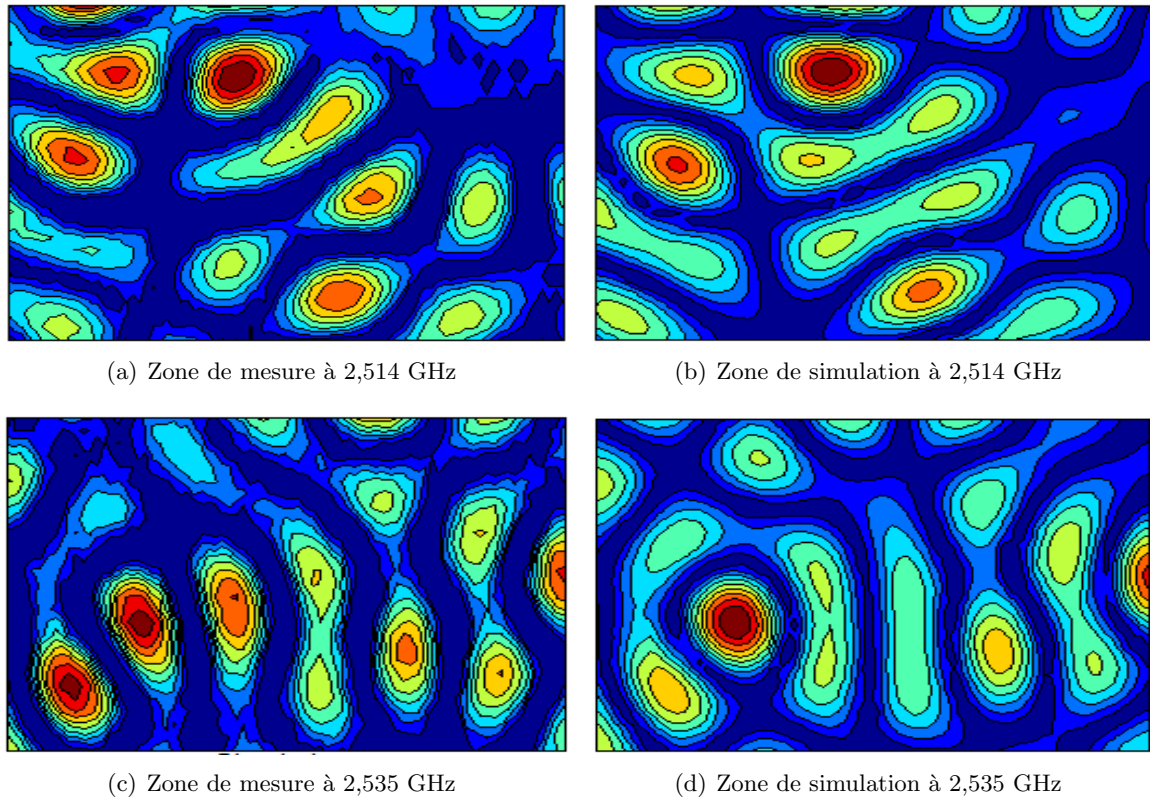 (a) Zone de mesure à 2,514 GHz
(b) Zone de simulation à 2,514 GHz
(c) Zone de mesure à 2,535 GHz
(d) Zone de simulation à 2,535 GHz